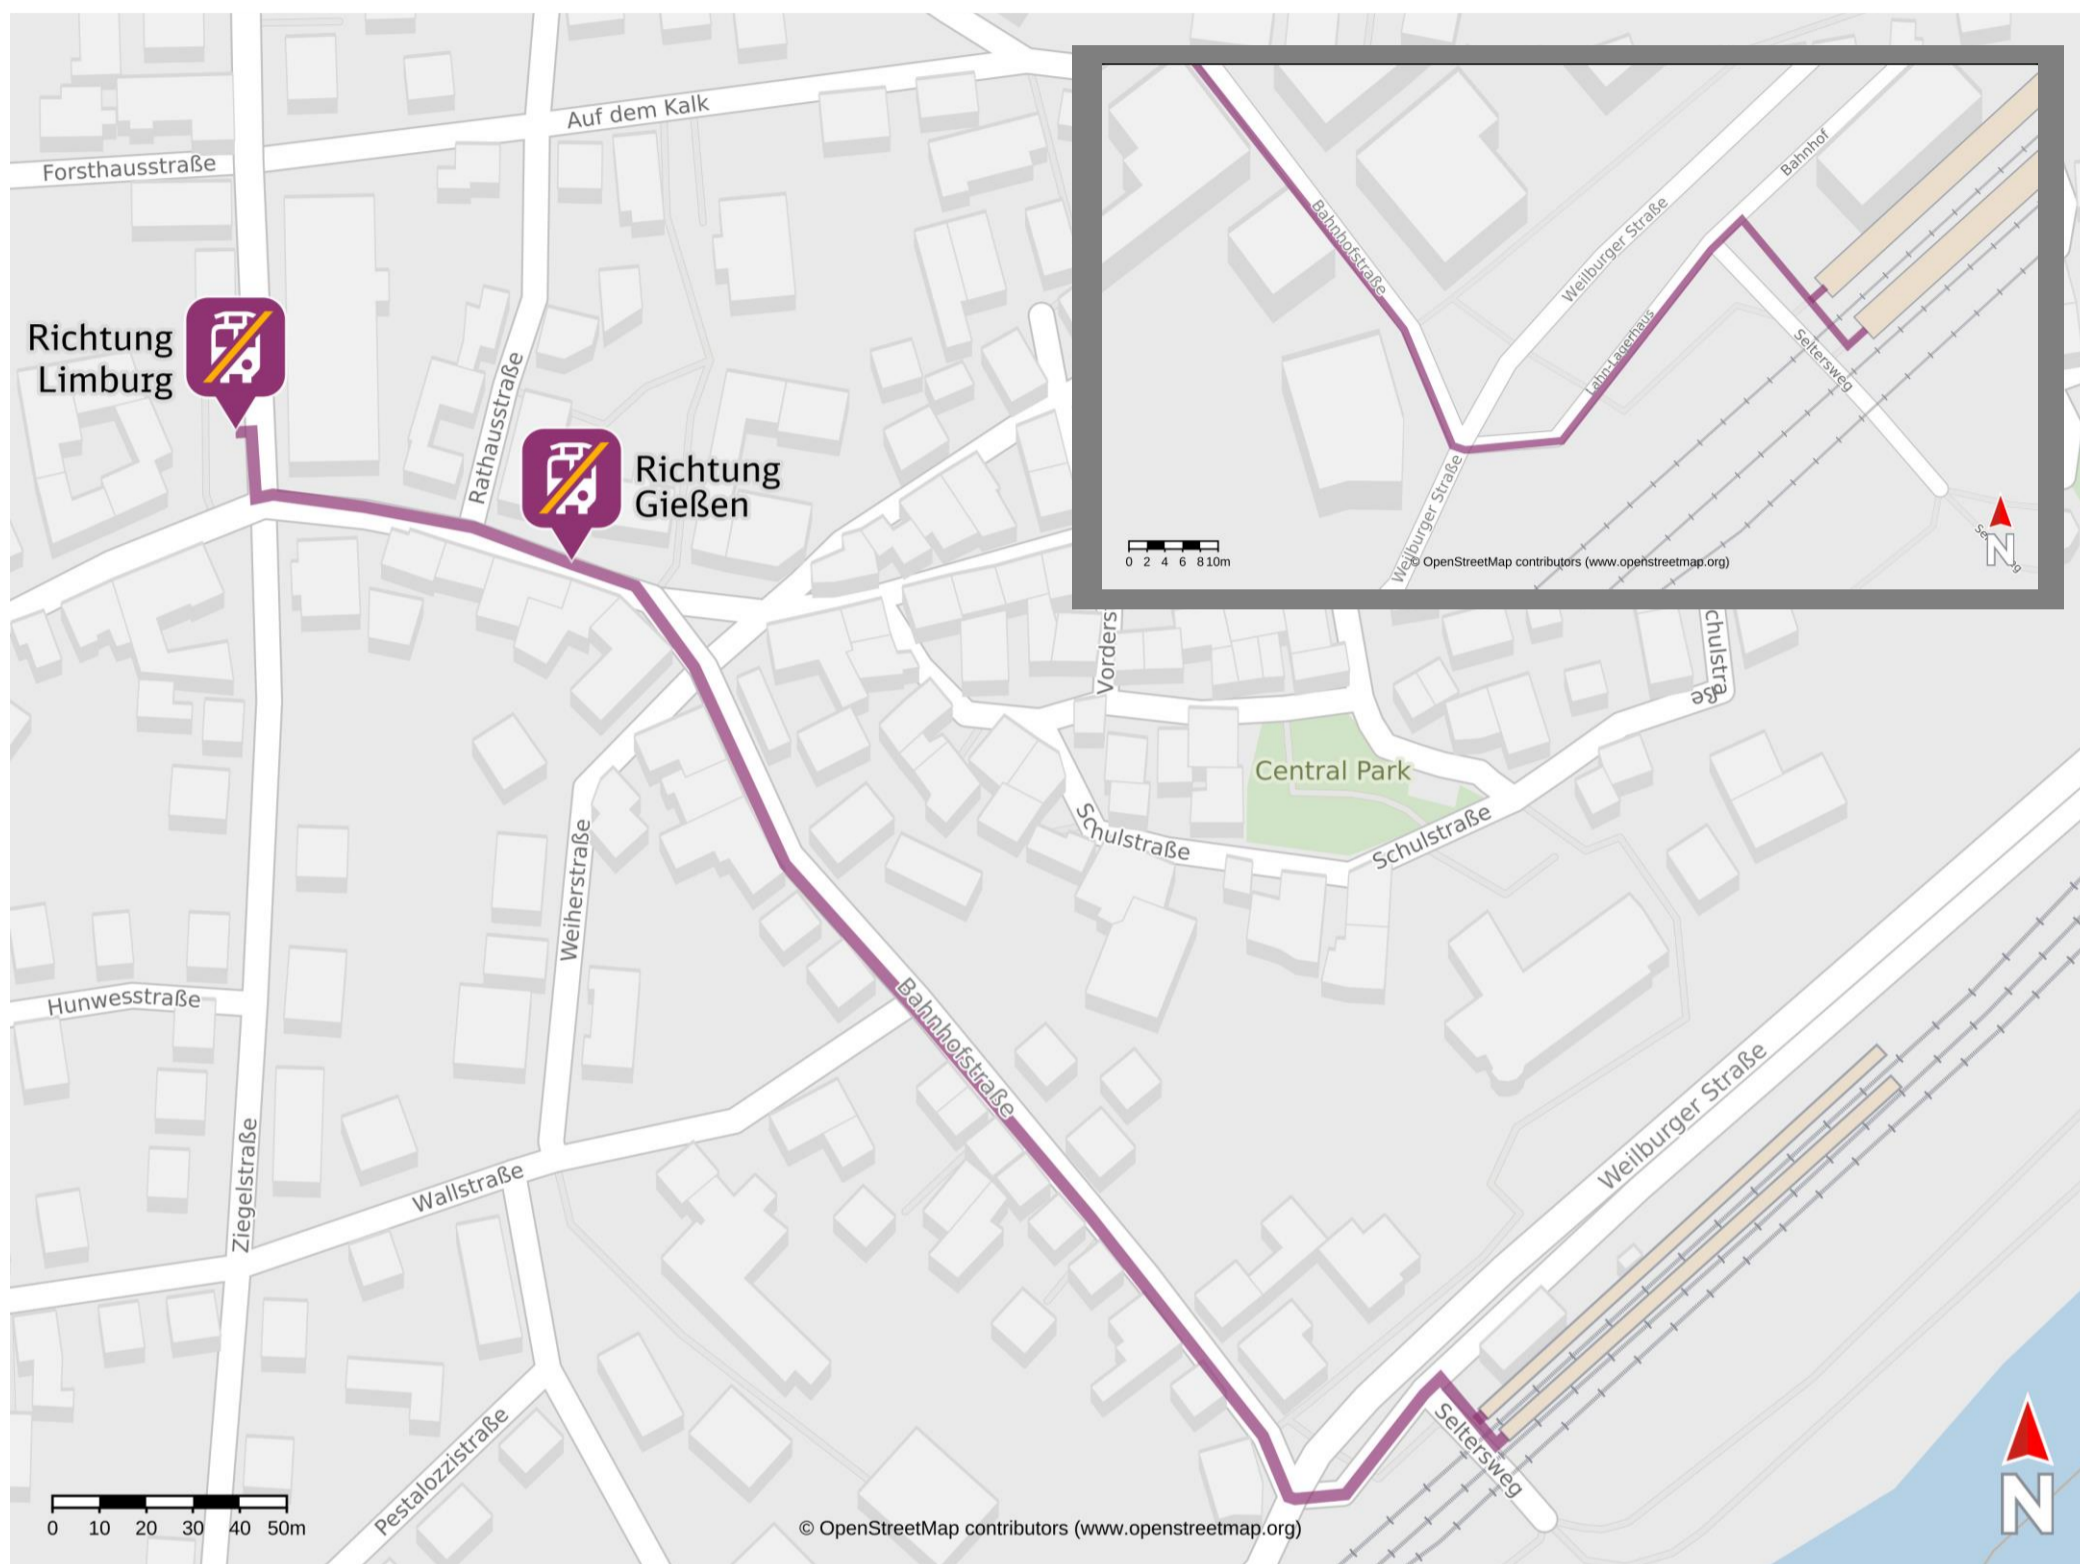 Auf dem Kalk
Forsthausstraße
Richtung
Limburg
Rathausstraße
Richtung
Gießen
Bahnhofstraße
Weilburger Straße
Bahnhof
Lahn-Lagerhaus
Seltersweg
Weilburger Straße
0 2 4 6 8 10m
© OpenStreetMap contributors (www.openstreetmap.org)
N
Vorders
chulstra
ße
Central Park
Schulstraße
Schulstraße
Weiherstraße
Hunwesstraße
Bahnhofstraße
Weilburger Straße
Ziegelstraße
Wallstraße
Seltersweg
Pestalozzistraße
0 10 20 30 40 50m
© OpenStreetMap contributors (www.openstreetmap.org)
N